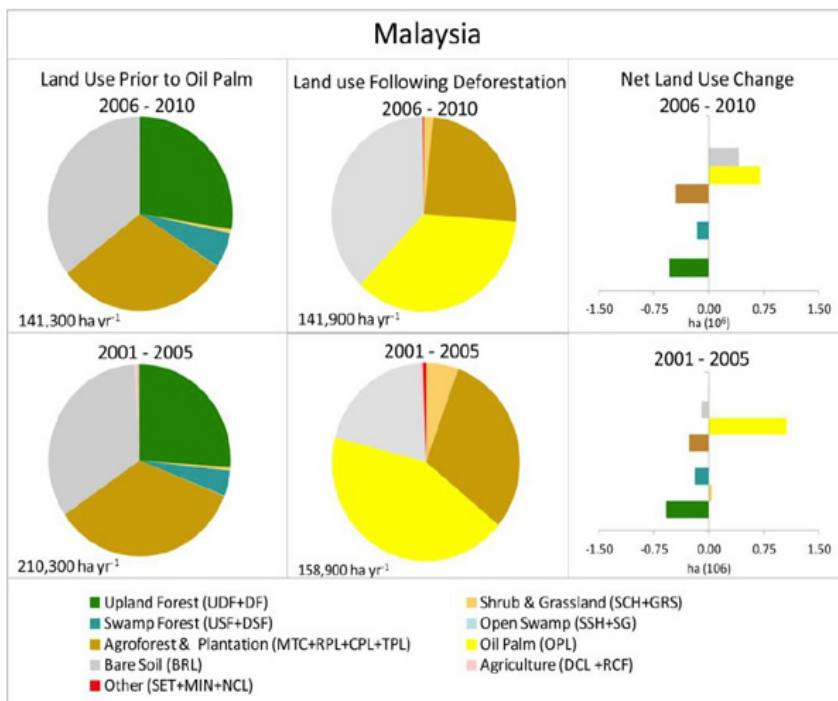 Malaysia
Land Use Prior to Oil Palm
2006 - 2010
Land use Following Deforestation
2006 - 2010
Net Land Use Change
2006 - 2010
141,300 ha yr-1
141,900 ha yr-1
-1.50 -0.75 0.00 0.75 1.50
ha (10⁶)
2001 - 2005
2001 - 2005
2001 - 2005
210,300 ha yr-1
158,900 ha yr-1
-1.50 -0.75 0.00 0.75 1.50
ha (106)
Upland Forest (UDF+DF)
Swamp Forest (USF+DSF)
Agroforest & Plantation (MTC+RPL+CPL+TPL)
Bare Soil (BRL)
Other (SET+MIN+NCL)
Shrub & Grassland (SCH+GRS)
Open Swamp (SSH+SG)
Oil Palm (OPL)
Agriculture (DCL +RCF)